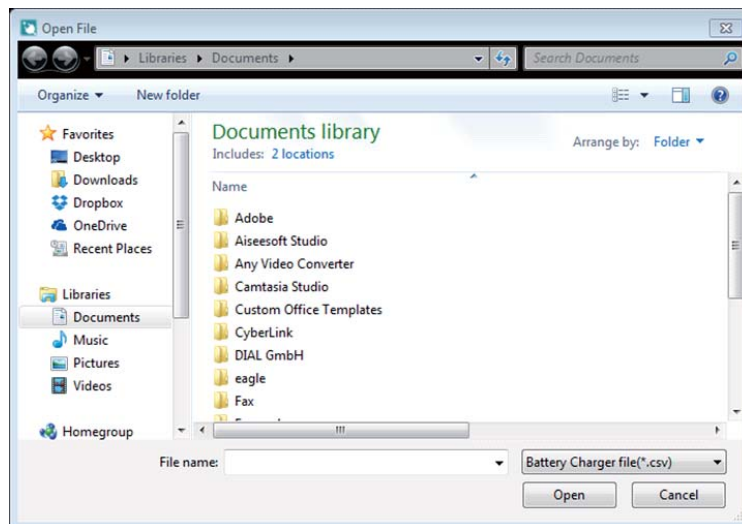 Open File
Libraries Documents
Search Documents
Organize New folder
Favorites
Desktop
Downloads
Dropbox
OneDrive
Recent Places
Libraries
Documents
Music
Pictures
Videos
Homegroup
Documents library
Includes: 2 locations
Arrange by: Folder
Name
Adobe
Aiseesoft Studio
Any Video Converter
Camtasia Studio
Custom Office Templates
CyberLink
DIAL GmbH
eagle
Fax
File name:
Battery Charger file(*.csv)
Open Cancel